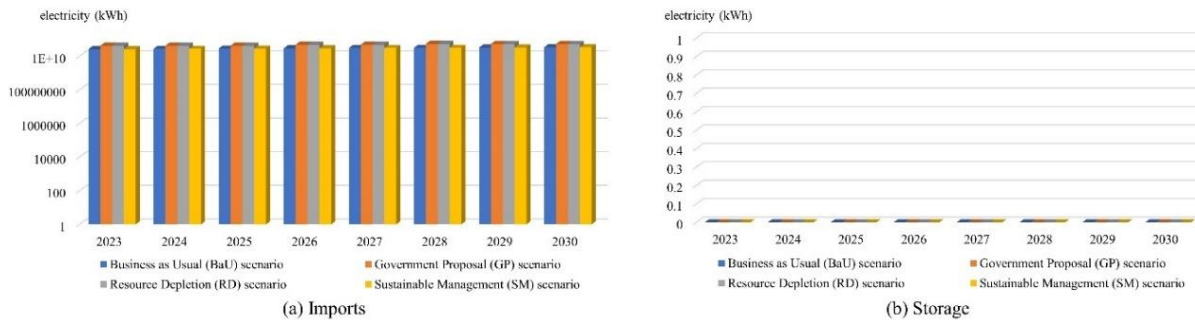 electricity (kWh)
1E+10
100000000
1000000
10000
100
1
2023 2024 2025 2026 2027 2028 2029 2030
Business as Usual (BaU) scenario Government Proposal (GP) scenario
Resource Depletion (RD) scenario Sustainable Management (SM) scenario
(a) Imports
electricity (kWh)
1
0.9
0.8
0.7
0.6
0.5
0.4
0.3
0.2
0.1
0
2023 2024 2025 2026 2027 2028 2029 2030
Business as Usual (BaU) scenario Government Proposal (GP) scenario
Resource Depletion (RD) scenario Sustainable Management (SM) scenario
(b) Storage